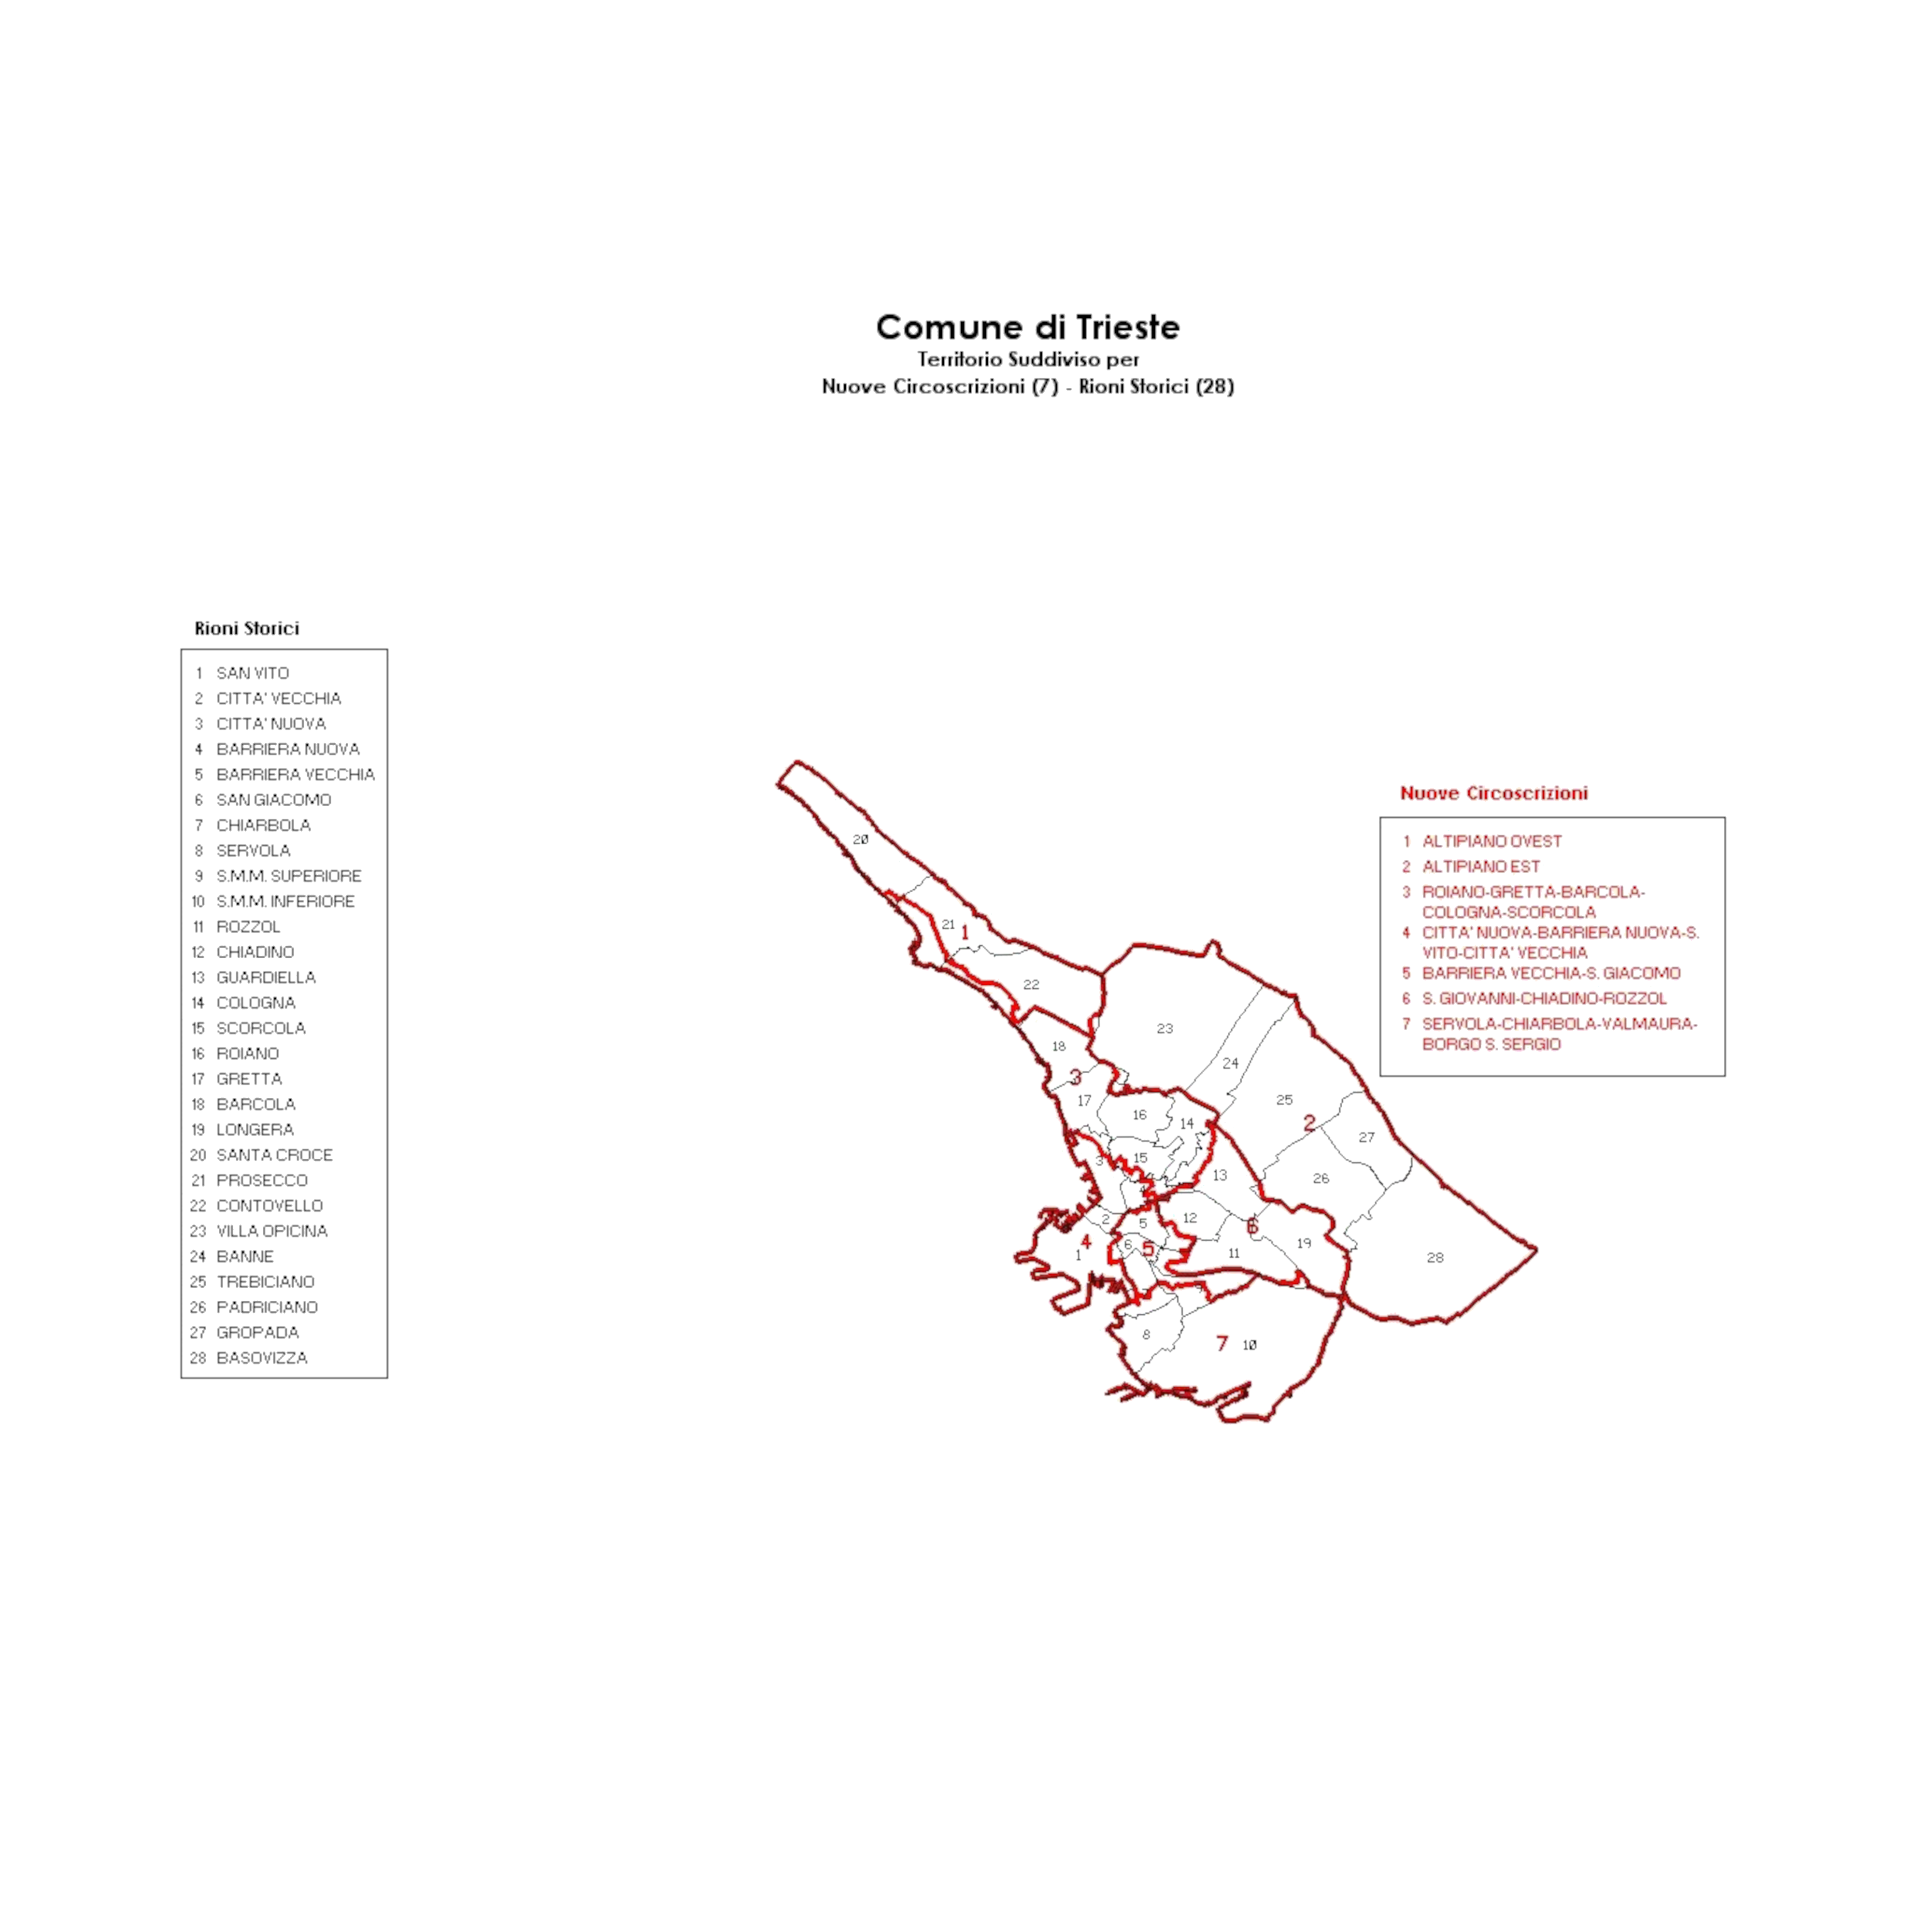 Comune di Trieste
Territorio Suddiviso per
Nuove Circoscrizioni (7) - Rioni Storici (28)
Rioni Storici
1 SAN VITO
2 CITTA' VECCHIA
3 CITTA' NUOVA
4 BARRIERA NUOVA
5 BARRIERA VECCHIA
6 SAN GIACOMO
7 CHIARBOLA
8 SERVOLA
9 S.M.M. SUPERIORE
10 S.M.M. INFERIORE
11 ROZZOL
12 CHIADINO
13 GUARDIELLA
14 COLOGNA
15 SCORCOLA
16 ROIANO
17 GRETTA
18 BARCOLA
19 LONGERA
20 SANTA CROCE
21 PROSECCO
22 CONTOVELLO
23 VILLA OPICINA
24 BANNE
25 TREBICIANO
26 PADRICIANO
27 GROPADA
28 BASOVIZZA
Nuove Circoscrizioni
1 ALTIPIANO OVEST
2 ALTIPIANO EST
3 ROIANO-GRETTA-BARCOLA-
COLOGNA-SCORCOLA
4 CITTA' NUOVA-BARRIERA NUOVA-S.
VITO-CITTA' VECCHIA
5 BARRIERA VECCHIA-S. GIACOMO
6 S. GIOVANNI-CHIADINO-ROZZOL
7 SERVOLA-CHIARBOLA-VALMAURA-
BORGO S. SERGIO
20
21 1
22
23
18
24
3
17
25
16
14
2
27
15
3
13
26
4
2
5
12
6
4
1
6
5
11
19
28
8
7 10